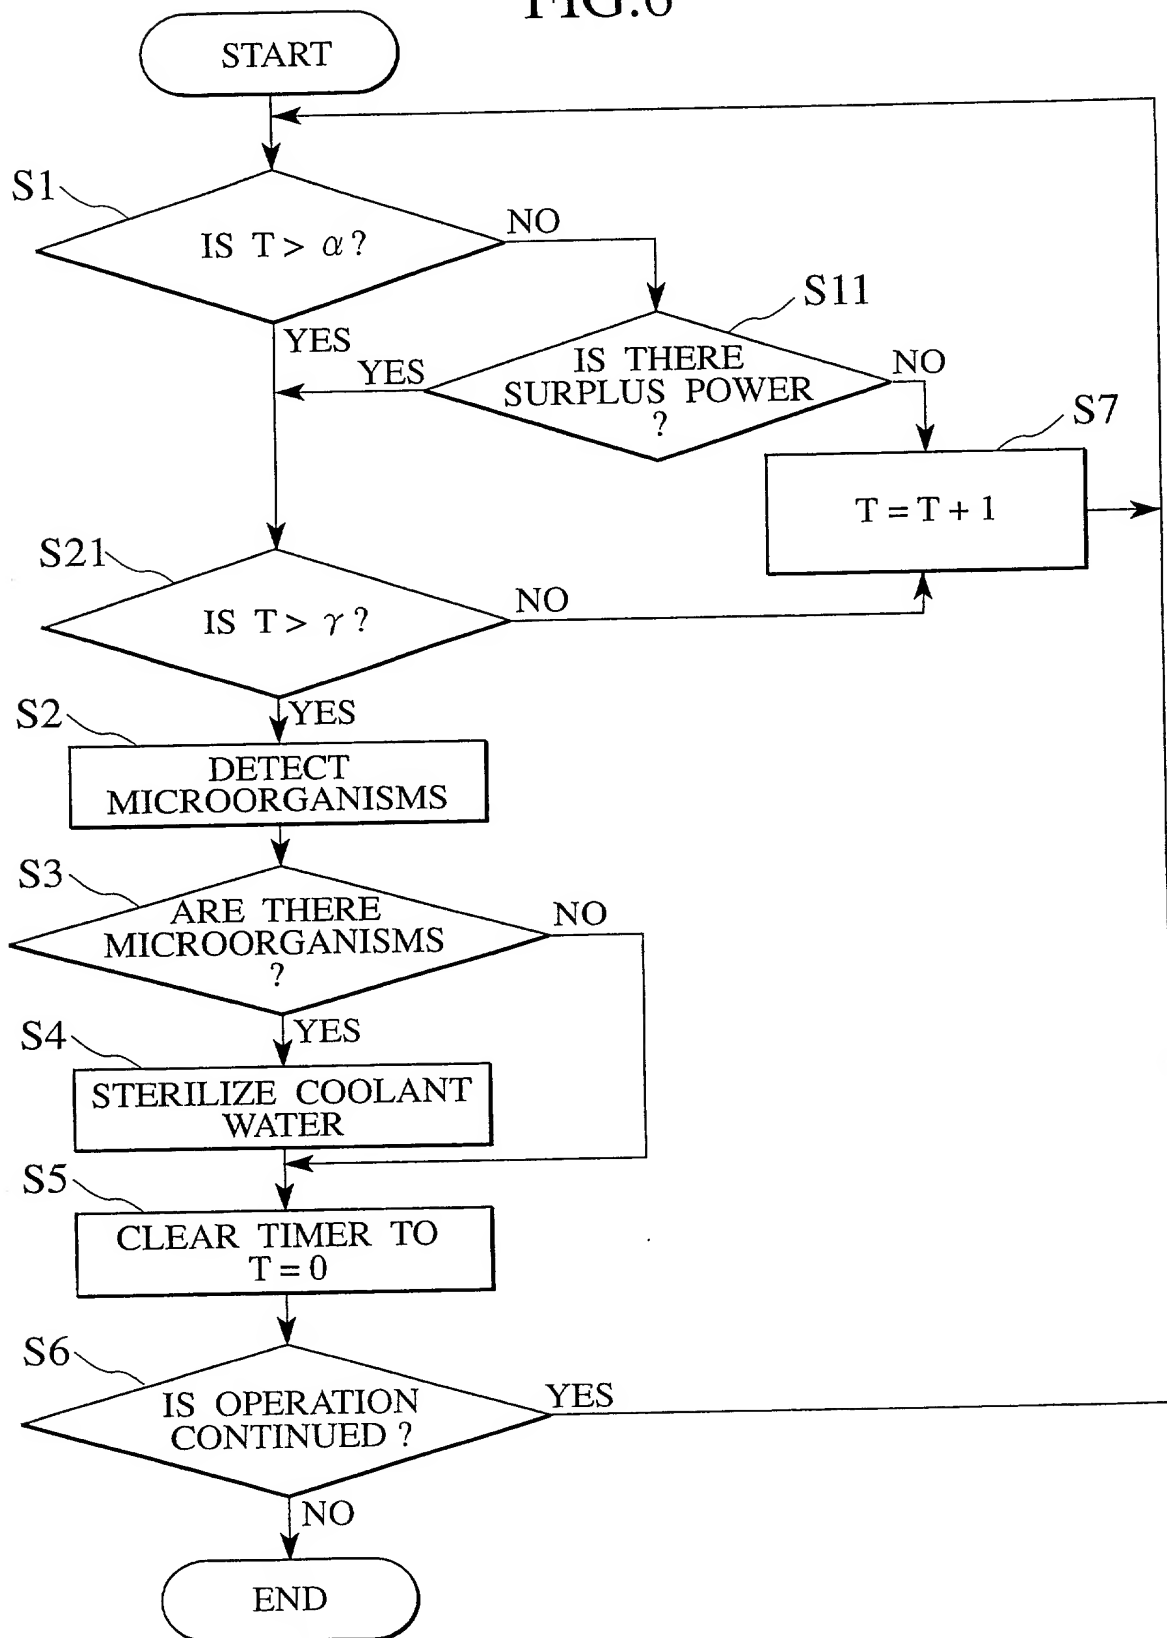 FIG.6
START
S1
IS T > α ?
NO
YES
S11
IS THERE
SURPLUS POWER
?
YES
NO
S7
T = T + 1
S21
IS T > γ ?
NO
YES
S2
DETECT
MICROORGANISMS
S3
ARE THERE
MICROORGANISMS
?
NO
YES
S4
STERILIZE COOLANT
WATER
S5
CLEAR TIMER TO
T = 0
S6
IS OPERATION
CONTINUED ?
YES
NO
END